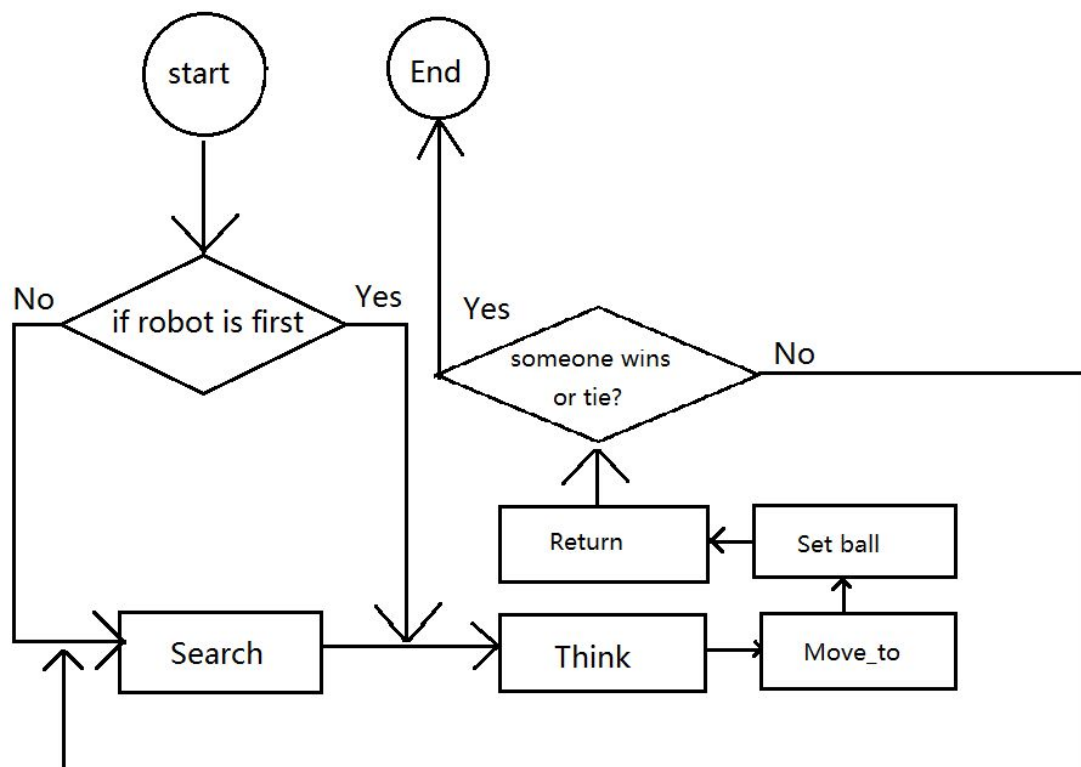 start
End
No
Yes
if robot is first
Yes
No
someone wins
or tie?
Return
Set ball
Search
Think
Move_to